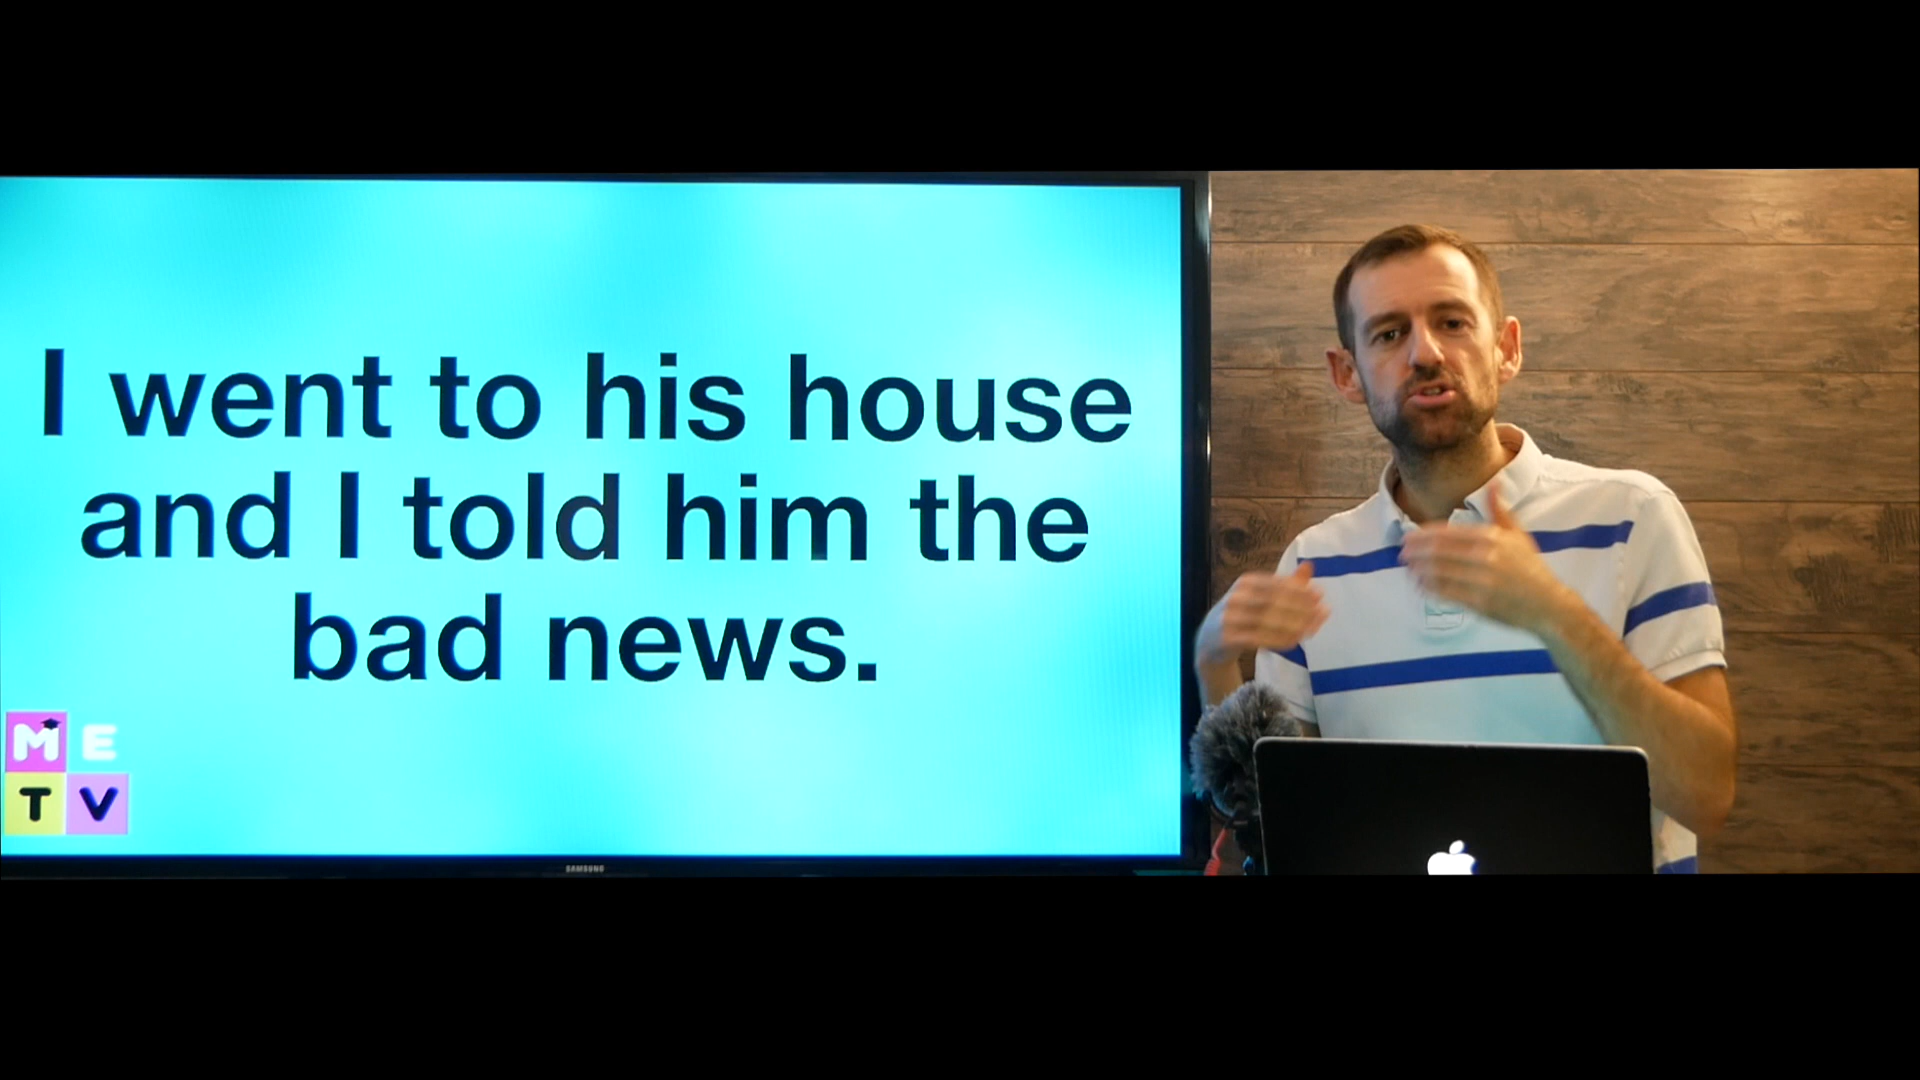 I went to his house
and I told him the
bad news.
M E
T V
SAMSUNG